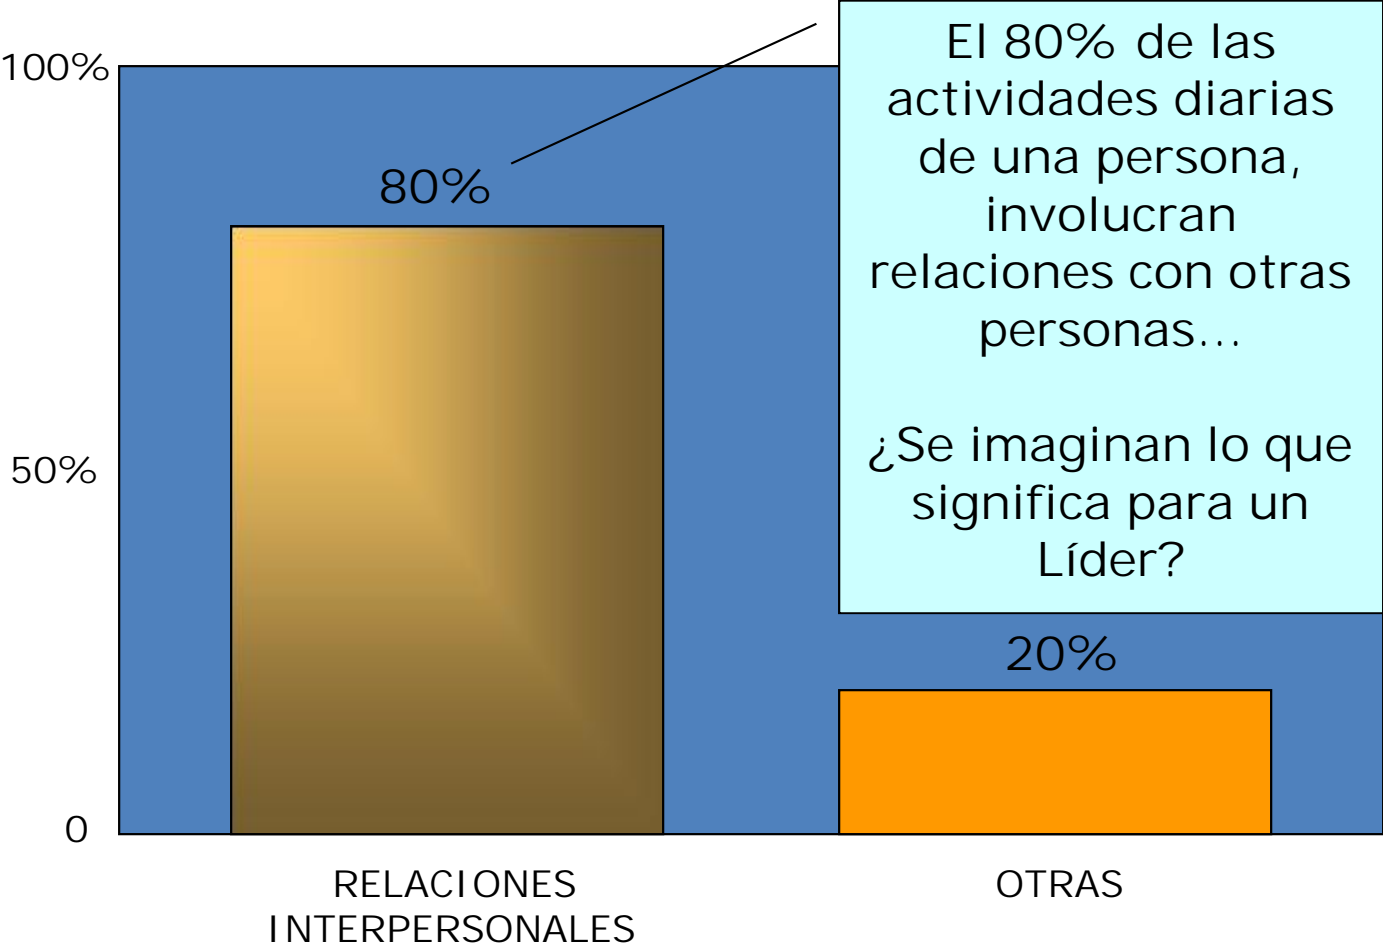 El 80% de las
actividades diarias
de una persona,
involucran
relaciones con otras
personas...
¿Se imaginan lo que
significa para un
Líder?
100%
80%
50%
20%
0
RELACIONES
INTERPERSONALES
OTRAS